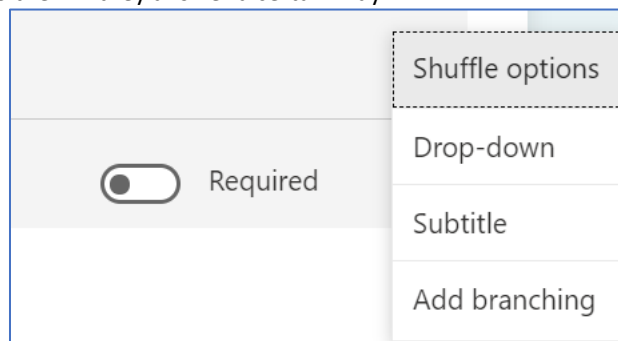 Shuffle options
Drop-down
Required
Subtitle
Add branching